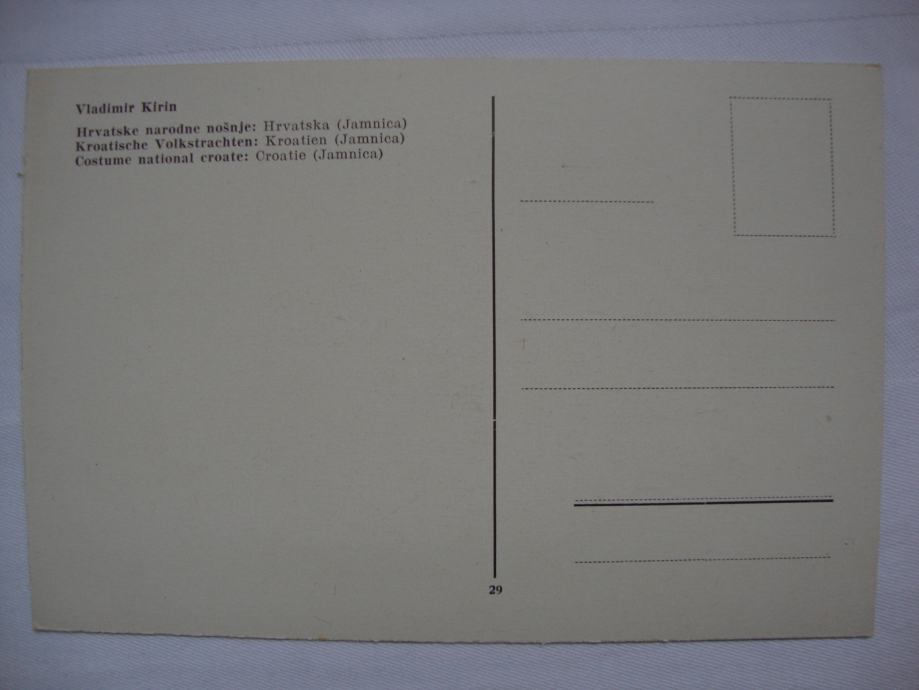 Vladimir Kirin
Hrvatske narodne nošnje: Hrvatska (Jamnica)
Kroatische Volkstrachten: Kroatien (Jamnica)
Costume national croate: Croatie (Jamnica)
29